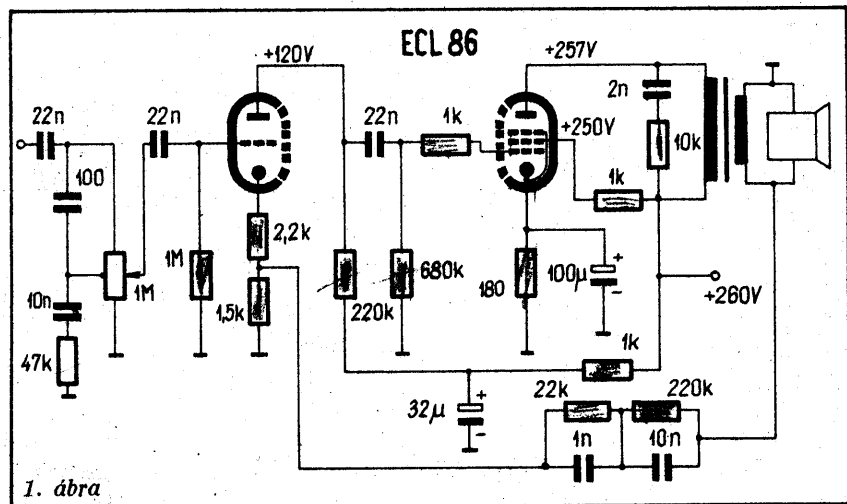 ECL 86
+120V
+257V
22n
22n
22n
1k
2n
+250V
10k
100
1k
2,2k
1M
1M
680k
180
100µ
+
-
+260V
10n
1,5k
220k
47k
1k
32µ
+
-
22k
220k
1n
10n
1. ábra